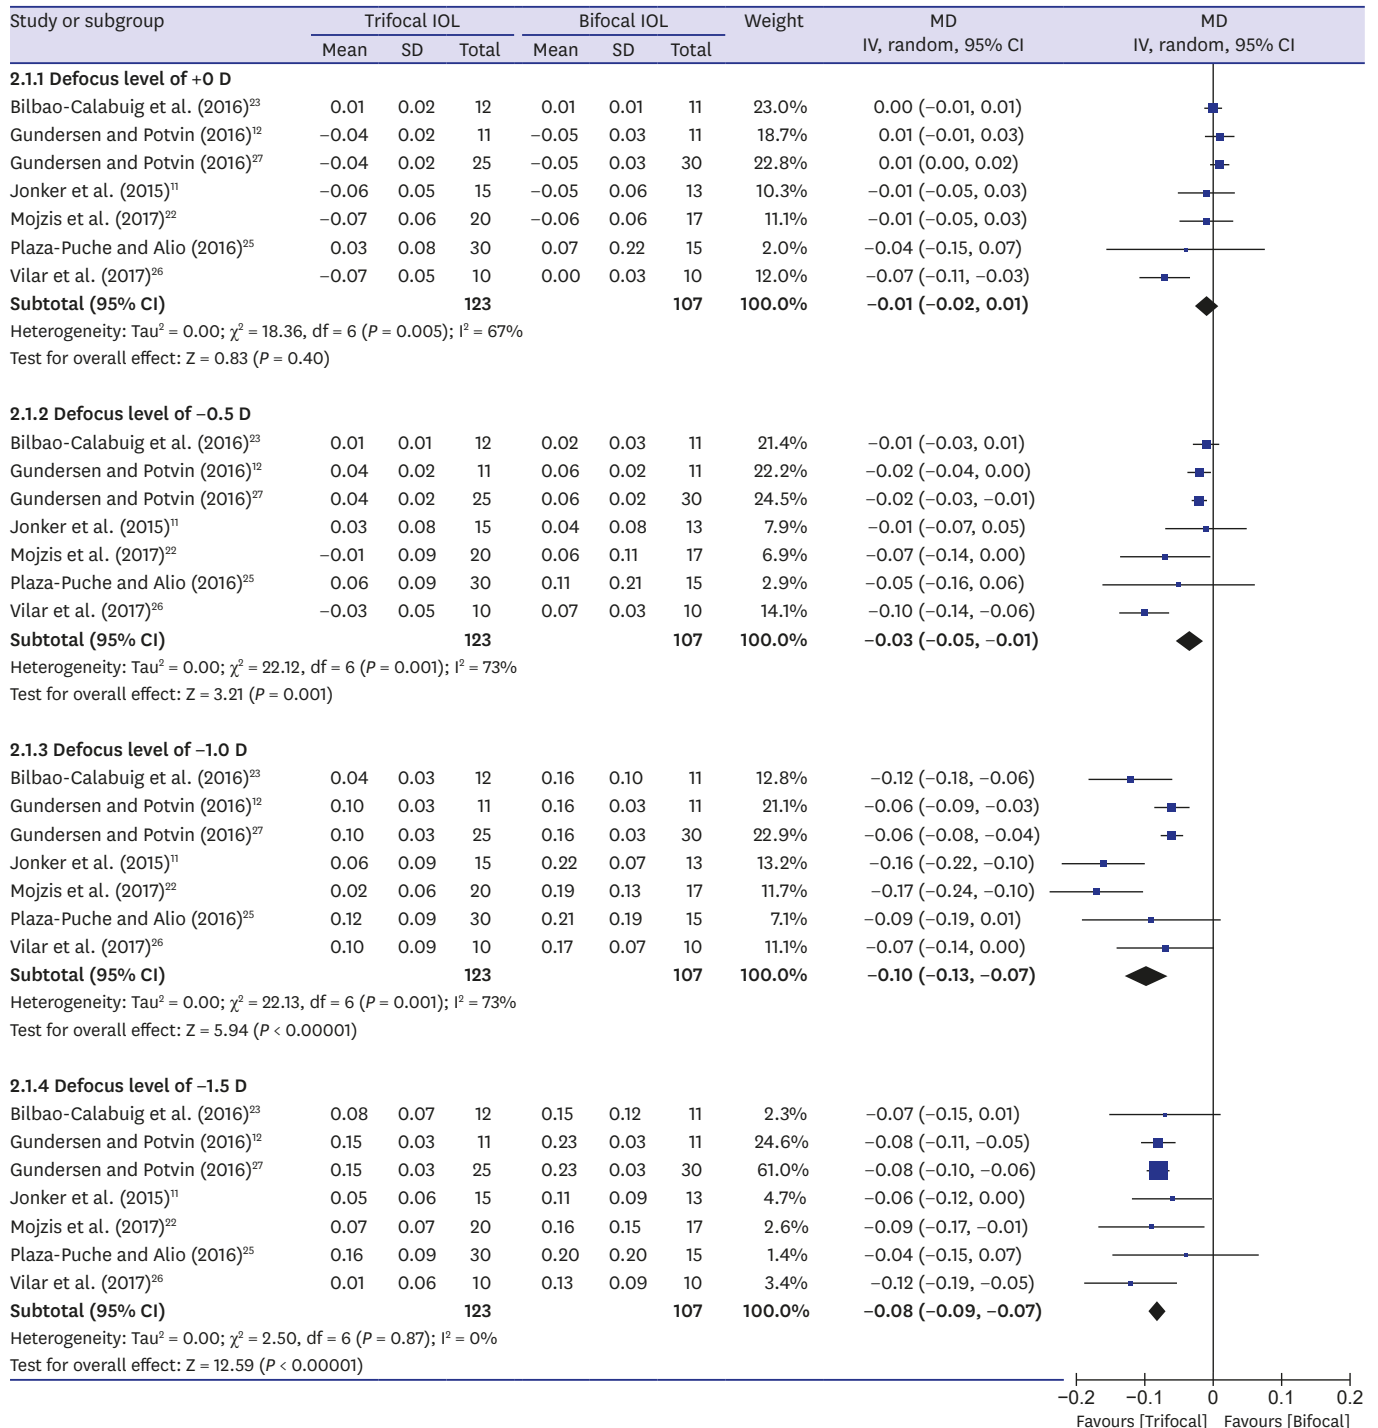 Study or subgroup Trifocal IOL Bifocal IOL Weight MD MD
Mean SD Total Mean SD Total IV, random, 95% CI IV, random, 95% CI
2.1.1 Defocus level of +0 D
Bilbao-Calabuig et al. (2016)23 0.01 0.02 12 0.01 0.01 11 23.0% 0.00 (−0.01, 0.01)
Gundersen and Potvin (2016)12 −0.04 0.02 11 −0.05 0.03 11 18.7% 0.01 (−0.01, 0.03)
Gundersen and Potvin (2016)27 −0.04 0.02 25 −0.05 0.03 30 22.8% 0.01 (0.00, 0.02)
Jonker et al. (2015)11 −0.06 0.05 15 −0.05 0.06 13 10.3% −0.01 (−0.05, 0.03)
Mojzis et al. (2017)22 −0.07 0.06 20 −0.06 0.06 17 11.1% −0.01 (−0.05, 0.03)
Plaza-Puche and Alio (2016)25 0.03 0.08 30 0.07 0.22 15 2.0% −0.04 (−0.15, 0.07)
Vilar et al. (2017)26 −0.07 0.05 10 0.00 0.03 10 12.0% −0.07 (−0.11, −0.03)
Subtotal (95% CI) 123 107 100.0% −0.01 (−0.02, 0.01)
Heterogeneity: Tau² = 0.00; χ² = 18.36, df = 6 (P = 0.005); I² = 67%
Test for overall effect: Z = 0.83 (P = 0.40)
2.1.2 Defocus level of −0.5 D
Bilbao-Calabuig et al. (2016)23 0.01 0.01 12 0.02 0.03 11 21.4% −0.01 (−0.03, 0.01)
Gundersen and Potvin (2016)12 0.04 0.02 11 0.06 0.02 11 22.2% −0.02 (−0.04, 0.00)
Gundersen and Potvin (2016)27 0.04 0.02 25 0.06 0.02 30 24.5% −0.02 (−0.03, −0.01)
Jonker et al. (2015)11 0.03 0.08 15 0.04 0.08 13 7.9% −0.01 (−0.07, 0.05)
Mojzis et al. (2017)22 −0.01 0.09 20 0.06 0.11 17 6.9% −0.07 (−0.14, 0.00)
Plaza-Puche and Alio (2016)25 0.06 0.09 30 0.11 0.21 15 2.9% −0.05 (−0.16, 0.06)
Vilar et al. (2017)26 −0.03 0.05 10 0.07 0.03 10 14.1% −0.10 (−0.14, −0.06)
Subtotal (95% CI) 123 107 100.0% −0.03 (−0.05, −0.01)
Heterogeneity: Tau² = 0.00; χ² = 22.12, df = 6 (P = 0.001); I² = 73%
Test for overall effect: Z = 3.21 (P = 0.001)
2.1.3 Defocus level of −1.0 D
Bilbao-Calabuig et al. (2016)23 0.04 0.03 12 0.16 0.10 11 12.8% −0.12 (−0.18, −0.06)
Gundersen and Potvin (2016)12 0.10 0.03 11 0.16 0.03 11 21.1% −0.06 (−0.09, −0.03)
Gundersen and Potvin (2016)27 0.10 0.03 25 0.16 0.03 30 22.9% −0.06 (−0.08, −0.04)
Jonker et al. (2015)11 0.06 0.09 15 0.22 0.07 13 13.2% −0.16 (−0.22, −0.10)
Mojzis et al. (2017)22 0.02 0.06 20 0.19 0.13 17 11.7% −0.17 (−0.24, −0.10)
Plaza-Puche and Alio (2016)25 0.12 0.09 30 0.21 0.19 15 7.1% −0.09 (−0.19, 0.01)
Vilar et al. (2017)26 0.10 0.09 10 0.17 0.07 10 11.1% −0.07 (−0.14, 0.00)
Subtotal (95% CI) 123 107 100.0% −0.10 (−0.13, −0.07)
Heterogeneity: Tau² = 0.00; χ² = 22.13, df = 6 (P = 0.001); I² = 73%
Test for overall effect: Z = 5.94 (P < 0.00001)
2.1.4 Defocus level of −1.5 D
Bilbao-Calabuig et al. (2016)23 0.08 0.07 12 0.15 0.12 11 2.3% −0.07 (−0.15, 0.01)
Gundersen and Potvin (2016)12 0.15 0.03 11 0.23 0.03 11 24.6% −0.08 (−0.11, −0.05)
Gundersen and Potvin (2016)27 0.15 0.03 25 0.23 0.03 30 61.0% −0.08 (−0.10, −0.06)
Jonker et al. (2015)11 0.05 0.06 15 0.11 0.09 13 4.7% −0.06 (−0.12, 0.00)
Mojzis et al. (2017)22 0.07 0.07 20 0.16 0.15 17 2.6% −0.09 (−0.17, −0.01)
Plaza-Puche and Alio (2016)25 0.16 0.09 30 0.20 0.20 15 1.4% −0.04 (−0.15, 0.07)
Vilar et al. (2017)26 0.01 0.06 10 0.13 0.09 10 3.4% −0.12 (−0.19, −0.05)
Subtotal (95% CI) 123 107 100.0% −0.08 (−0.09, −0.07)
Heterogeneity: Tau² = 0.00; χ² = 2.50, df = 6 (P = 0.87); I² = 0%
Test for overall effect: Z = 12.59 (P < 0.00001)
−0.2 −0.1 0 0.1 0.2
Favours [Trifocal] Favours [Bifocal]